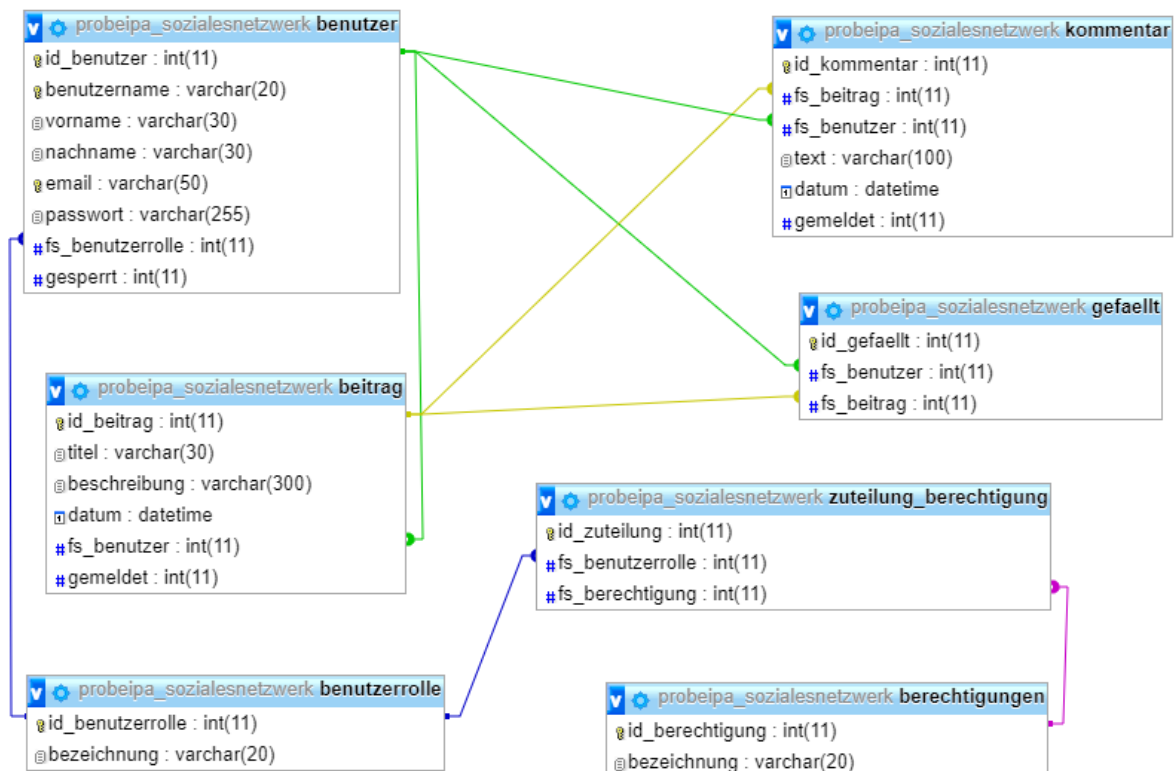 probeipa_sozialesnetzwerk benutzer
id_benutzer : int(11)
benutzername : varchar(20)
vorname : varchar(30)
nachname : varchar(30)
email : varchar(50)
passwort : varchar(255)
fs_benutzerrolle : int(11)
gesperrt : int(11)
probeipa_sozialesnetzwerk kommentar
id_kommentar : int(11)
fs_beitrag : int(11)
fs_benutzer : int(11)
text : varchar(100)
datum : datetime
gemeldet : int(11)
probeipa_sozialesnetzwerk gefaellt
id_gefaellt : int(11)
fs_benutzer : int(11)
fs_beitrag : int(11)
probeipa_sozialesnetzwerk beitrag
id_beitrag : int(11)
titel : varchar(30)
beschreibung : varchar(300)
datum : datetime
fs_benutzer : int(11)
gemeldet : int(11)
probeipa_sozialesnetzwerk zuteilung_berechtigung
id_zuteilung : int(11)
fs_benutzerrolle : int(11)
fs_berechtigung : int(11)
probeipa_sozialesnetzwerk benutzerrolle
id_benutzerrolle : int(11)
bezeichnung : varchar(20)
probeipa_sozialesnetzwerk berechtigungen
id_berechtigung : int(11)
bezeichnung : varchar(20)